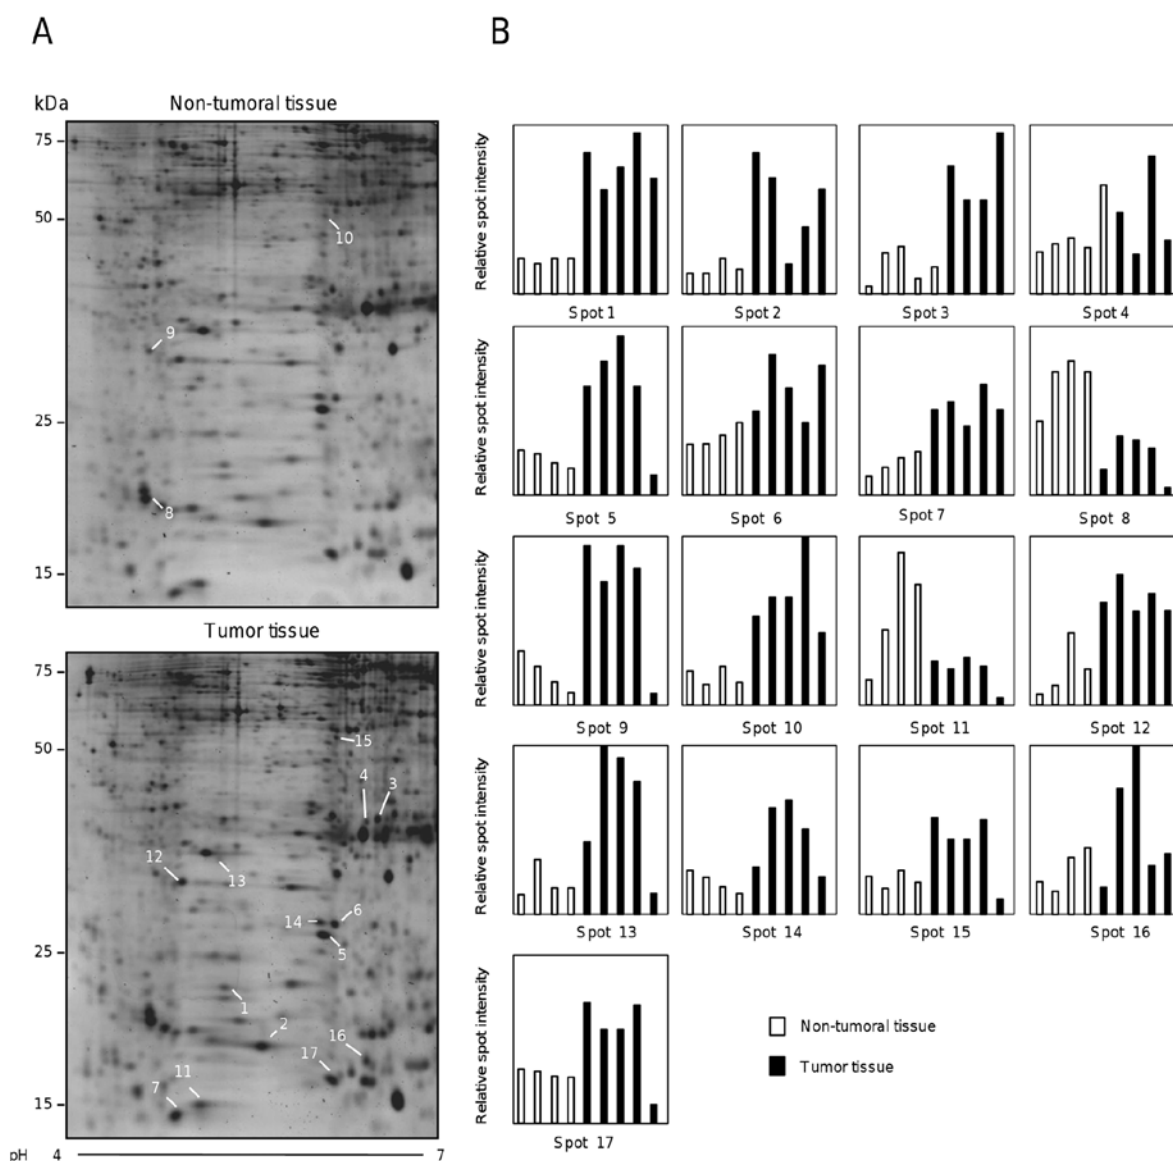 A
B
kDa
Non-tumoral tissue
75
50
10
9
25
8
15
Tumor tissue
75
15
50
4
3
12
13
14
6
5
25
1
2
16
17
11
7
15
pH 4 7
Relative spot intensity
Spot 1 Spot 2 Spot 3 Spot 4
Relative spot intensity
Spot 5 Spot 6 Spot 7 Spot 8
Relative spot intensity
Spot 9 Spot 10 Spot 11 Spot 12
Relative spot intensity
Spot 13 Spot 14 Spot 15 Spot 16
Relative spot intensity
Spot 17
Non-tumoral tissue
Tumor tissue